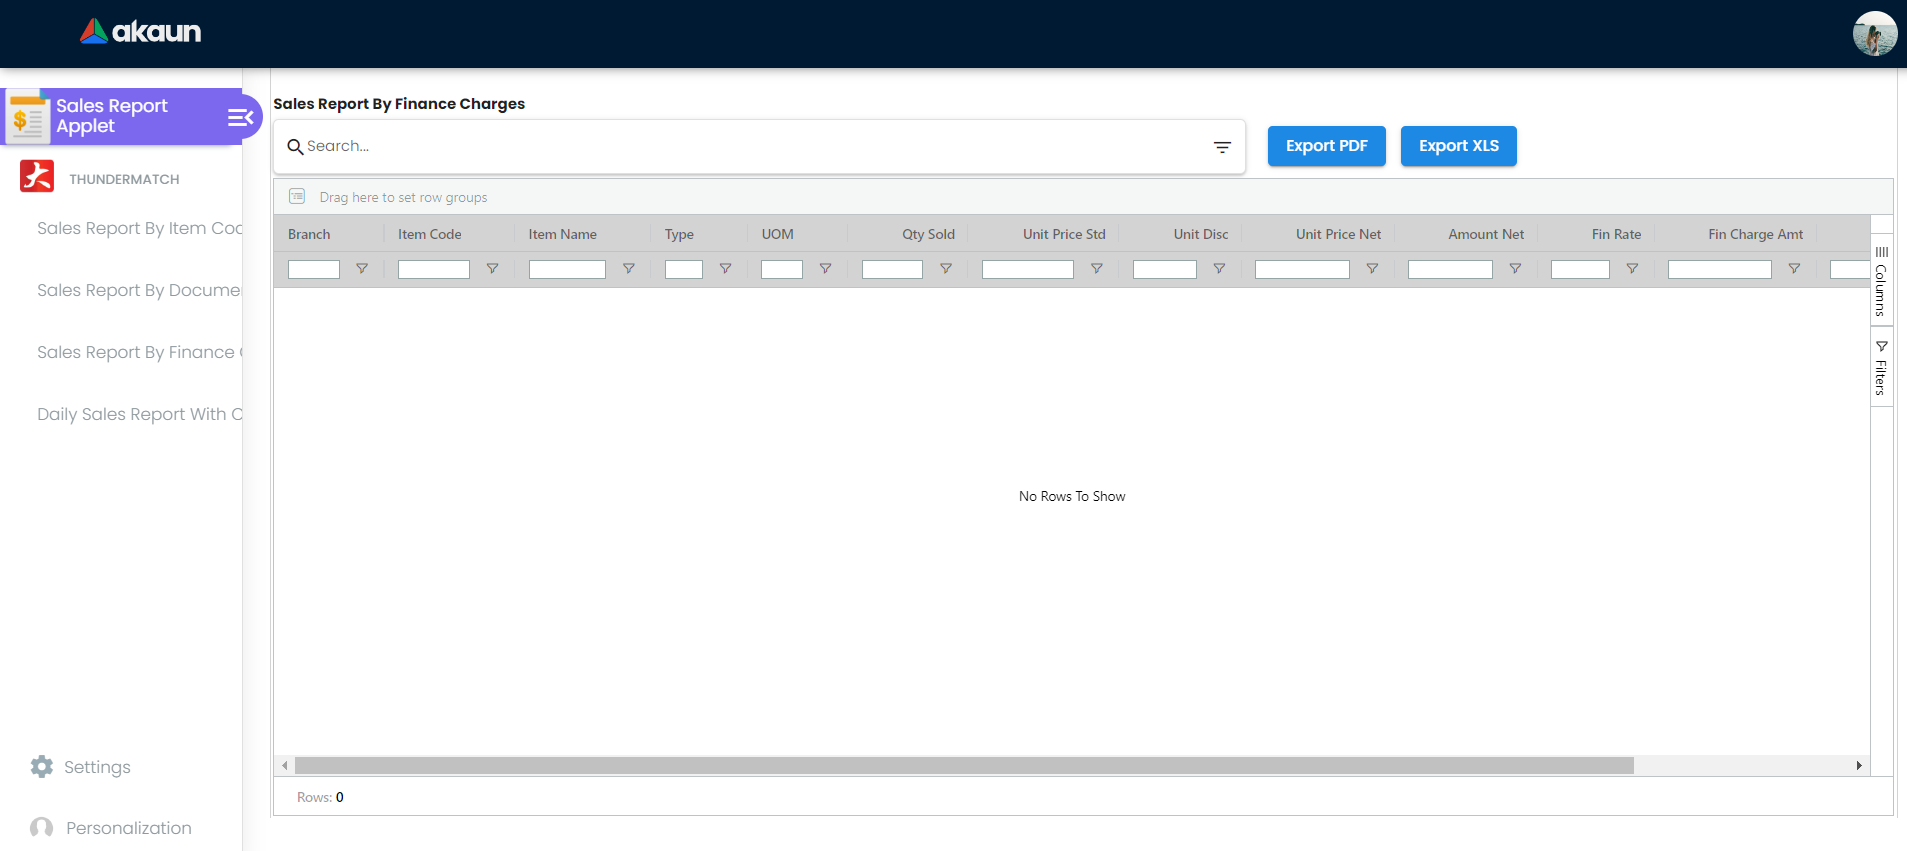 akaun
Sales Report
Applet
THUNDERMATCH
Sales Report By Item Cod
Sales Report By Documen
Sales Report By Finance C
Daily Sales Report With C
Settings
Personalization
Sales Report By Finance Charges
Search...
Export PDF
Export XLS
Drag here to set row groups
Branch Item Code Item Name Type UOM Qty Sold Unit Price Std Unit Disc Unit Price Net Amount Net Fin Rate Fin Charge Amt
Columns
Filters
No Rows To Show
Rows: 0